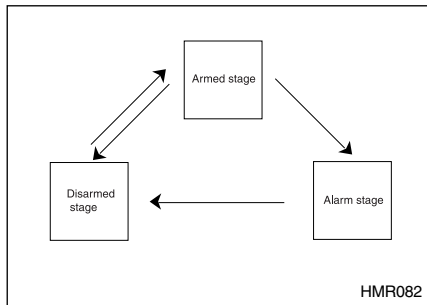 Armed stage
Disarmed
stage
Alarm stage
HMR082